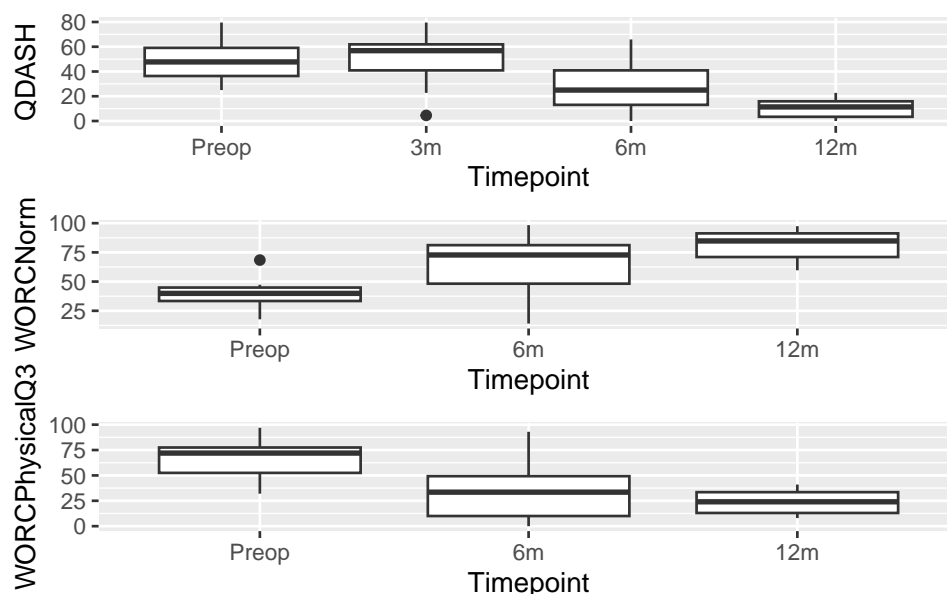 QDASH
80
60
40
20
0
Preop 3m 6m 12m
Timepoint
WORCNorm
100
75
50
25
Preop 6m 12m
Timepoint
WORCPhysicalQ3
100
75
50
25
0
Preop 6m 12m
Timepoint